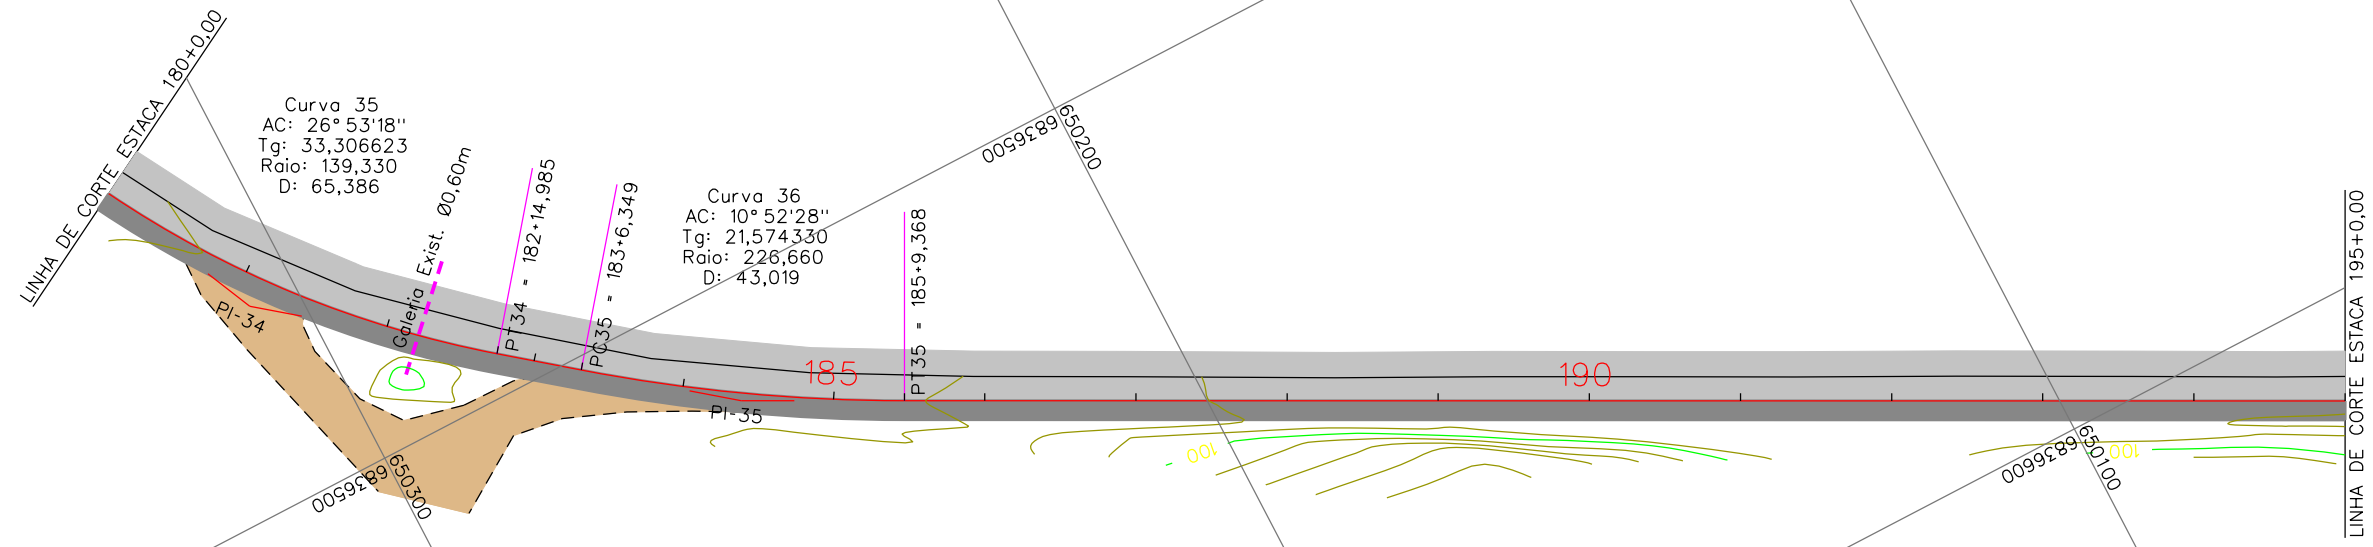 LINHA DE CORTE ESTACA 180+0,00
Curva 35
AC: 26°53'18''
Tg: 33,306623
Raio: 139,330
D: 65,386
Galeria Exist. Ø0,60m
PT34 = 182+14,985
PC35 = 183+6,349
Curva 36
AC: 10°52'28''
Tg: 21,574330
Raio: 226,660
D: 43,019
PT35 = 185+9,368
6836500
650200
PI-34
185
PI-35
190
6836500
650300
100
6836600
650100
100
LINHA DE CORTE ESTACA 195+0,00